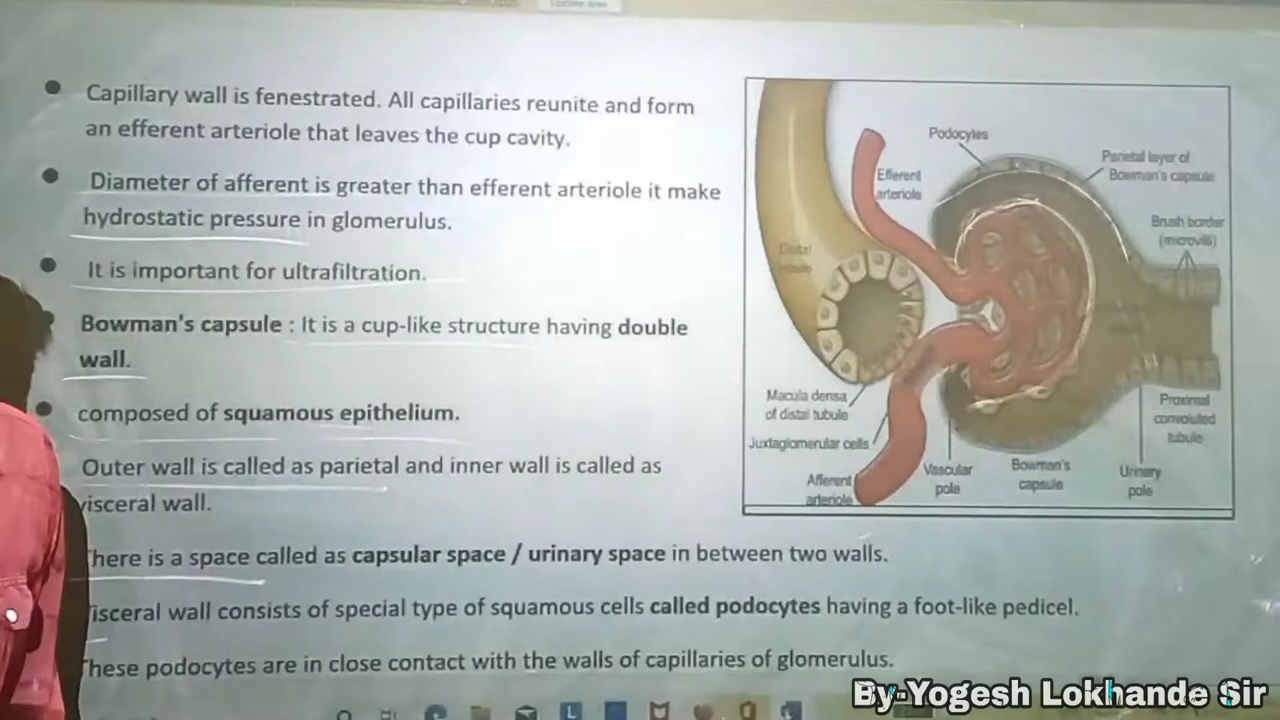 Update now
Capillary wall is fenestrated. All capillaries reunite and form
an efferent arteriole that leaves the cup cavity.
Diameter of afferent is greater than efferent arteriole it make
hydrostatic pressure in glomerulus.
It is important for ultrafiltration.
Bowman's capsule : It is a cup-like structure having double
wall.
composed of squamous epithelium.
Outer wall is called as parietal and inner wall is called as
visceral wall.
here is a space called as capsular space / urinary space in between two walls.
isceral wall consists of special type of squamous cells called podocytes having a foot-like pedicel.
These podocytes are in close contact with the walls of capillaries of glomerulus.
Podocytes
Efferent
arteriole
Parietal layer of
Bowman's capsule
Brush border
(microvilli)
Distal
tubule
Macula densa
of distal tubule
Juxtaglomerular cells
Afferent
arteriole
Vascular
pole
Bowman's
capsule
Urinary
pole
Proximal
convoluted
tubule
By-Yogesh Lokhande Sir